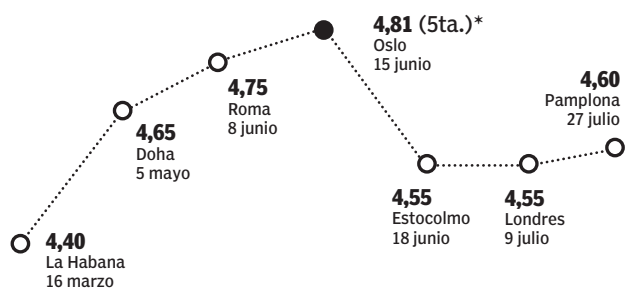 4,40
La Habana
16 marzo
4,65
Doha
5 mayo
4,75
Roma
8 junio
4,81 (5ta.)*
Oslo
15 junio
4,55
Estocolmo
18 junio
4,55
Londres
9 julio
4,60
Pamplona
27 julio